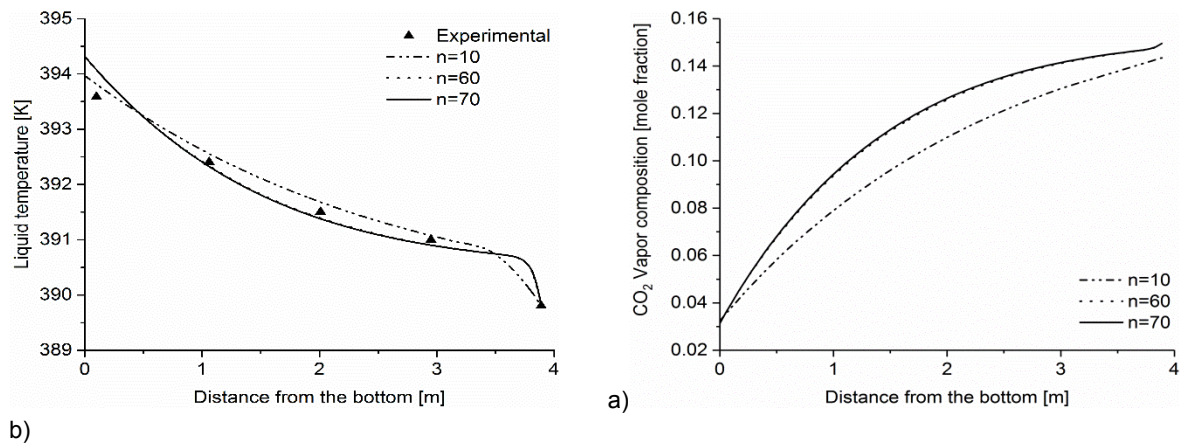 395
394
393
392
391
390
389
0
1
2
3
4
Liquid temperature [K]
Distance from the bottom [m]
Experimental
n=10
n=60
n=70
b)
0.16
0.14
0.12
0.10
0.08
0.06
0.04
0.02
0
1
2
3
4
CO₂ Vapor composition [mole fraction]
Distance from the bottom [m]
n=10
n=60
n=70
a)